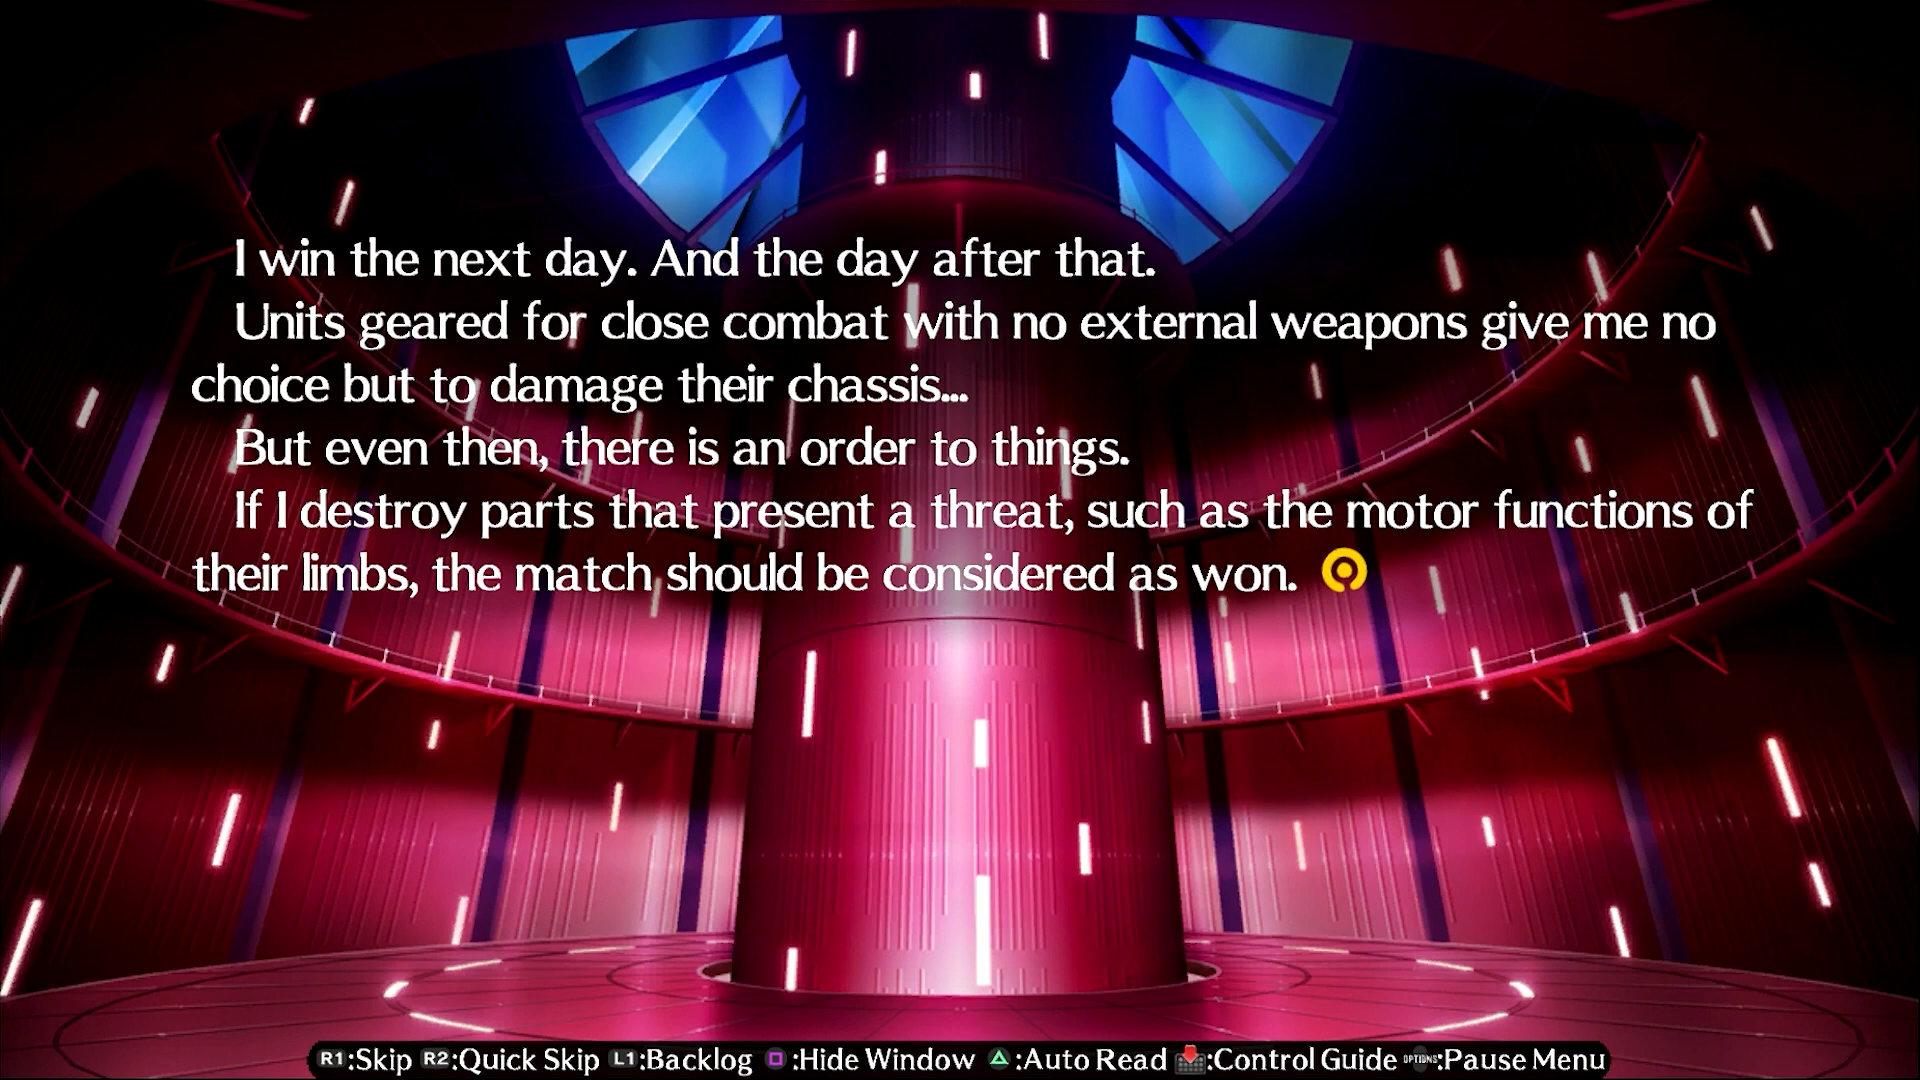 I win the next day. And the day after that.
Units geared for close combat with no external weapons give me no
choice but to damage their chassis...
But even then, there is an order to things.
If I destroy parts that present a threat, such as the motor functions of
their limbs, the match should be considered as won.
R1:Skip R2:Quick Skip L1:Backlog :Hide Window :Auto Read :Control Guide OPTIONS:Pause Menu